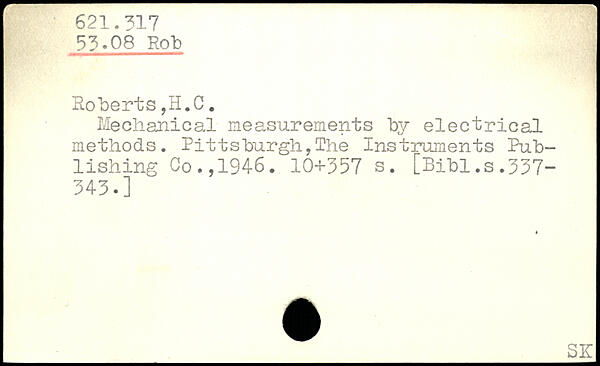 621.317
53.08 Rob
Roberts,H.C.
Mechanical measurements by electrical
methods. Pittsburgh,The Instruments Pub-
lishing Co.,1946. 10+357 s. [Bibl.s.337-
343.]
SK